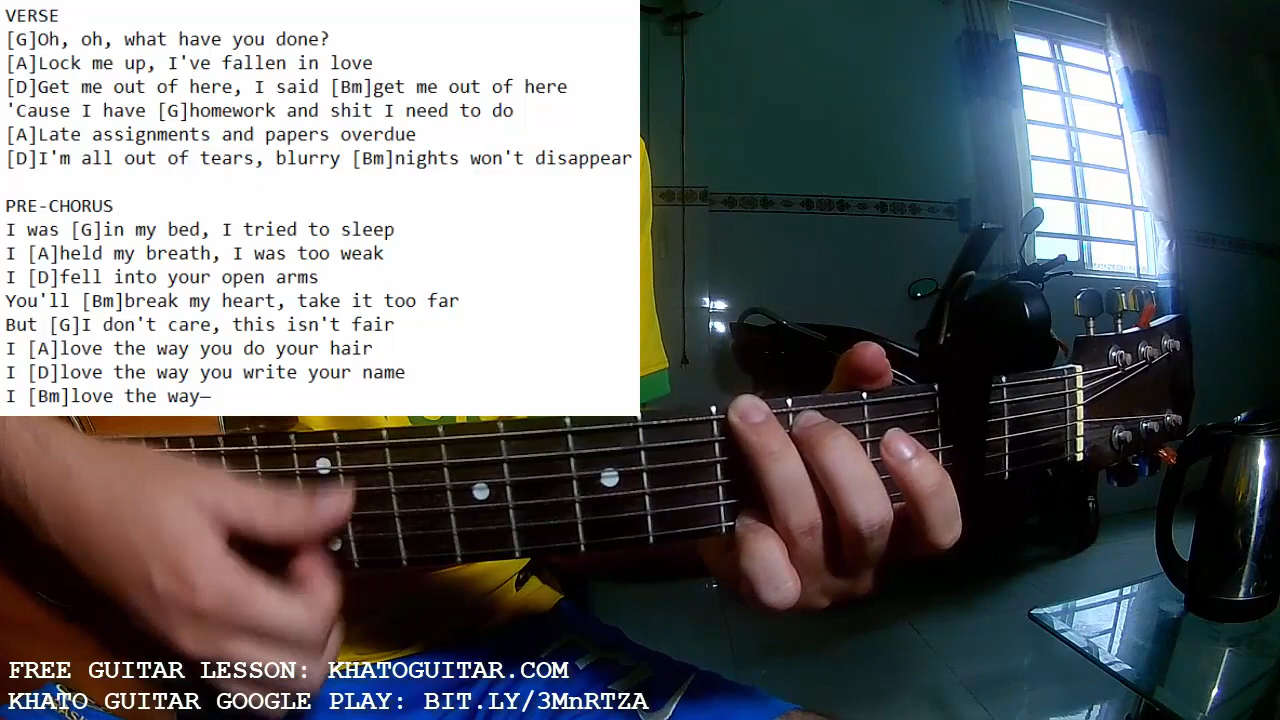 VERSE
[G]Oh, oh, what have you done?
[A]Lock me up, I've fallen in love
[D]Get me out of here, I said [Bm]get me out of here
'Cause I have [G]homework and shit I need to do
[A]Late assignments and papers overdue
[D]I'm all out of tears, blurry [Bm]nights won't disappear
PRE-CHORUS
I was [G]in my bed, I tried to sleep
I [A]held my breath, I was too weak
I [D]fell into your open arms
You'll [Bm]break my heart, take it too far
But [G]I don't care, this isn't fair
I [A]love the way you do your hair
I [D]love the way you write your name
I [Bm]love the way—
FREE GUITAR LESSON: KHATOGUITAR.COM
KHATO GUITAR GOOGLE PLAY: BIT.LY/3MnRTZA